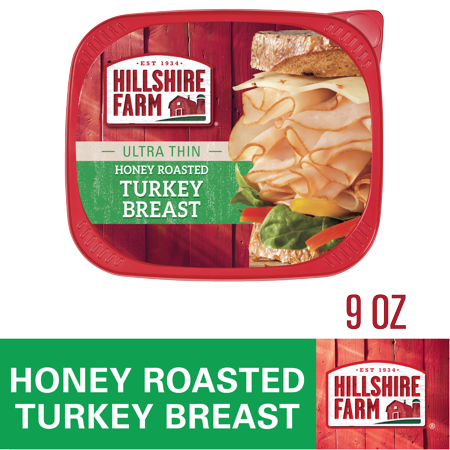 • EST 1934 •
HILLSHIRE
FARM
ULTRA THIN
HONEY ROASTED
TURKEY
BREAST
9 OZ
HONEY ROASTED
TURKEY BREAST
• EST 1934 •
HILLSHIRE
FARM
®